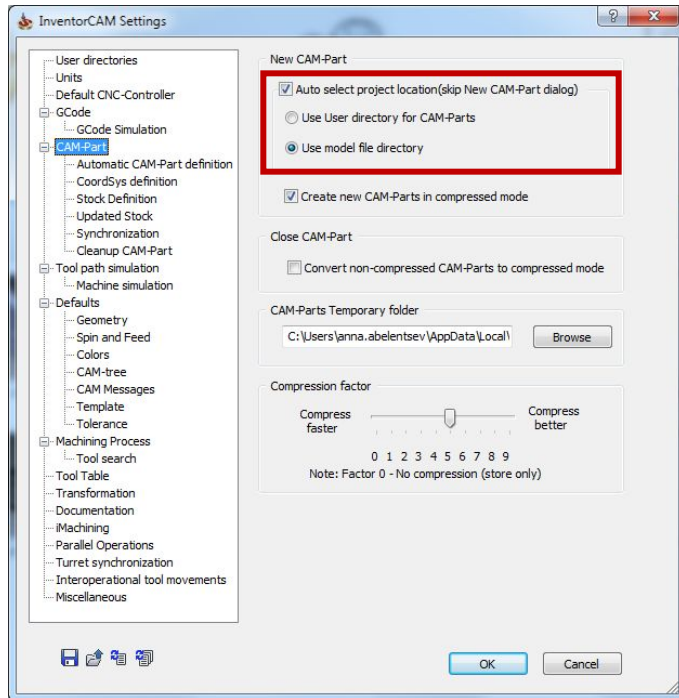 InventorCAM Settings
User directories
Units
Default CNC-Controller
GCode
GCode Simulation
CAM-Part
Automatic CAM-Part definition
CoordSys definition
Stock Definition
Updated Stock
Synchronization
Cleanup CAM-Part
Tool path simulation
Machine simulation
Defaults
Geometry
Spin and Feed
Colors
CAM-tree
CAM Messages
Template
Tolerance
Machining Process
Tool search
Tool Table
Transformation
Documentation
iMachining
Parallel Operations
Turret synchronization
Interoperational tool movements
Miscellaneous
New CAM-Part
Auto select project location(skip New CAM-Part dialog)
Use User directory for CAM-Parts
Use model file directory
Create new CAM-Parts in compressed mode
Close CAM-Part
Convert non-compressed CAM-Parts to compressed mode
CAM-Parts Temporary folder
C:\Users\anna.abelentsev\AppData\Local\
Browse
Compression factor
Compress
faster
Compress
better
0 1 2 3 4 5 6 7 8 9
Note: Factor 0 - No compression (store only)
OK
Cancel